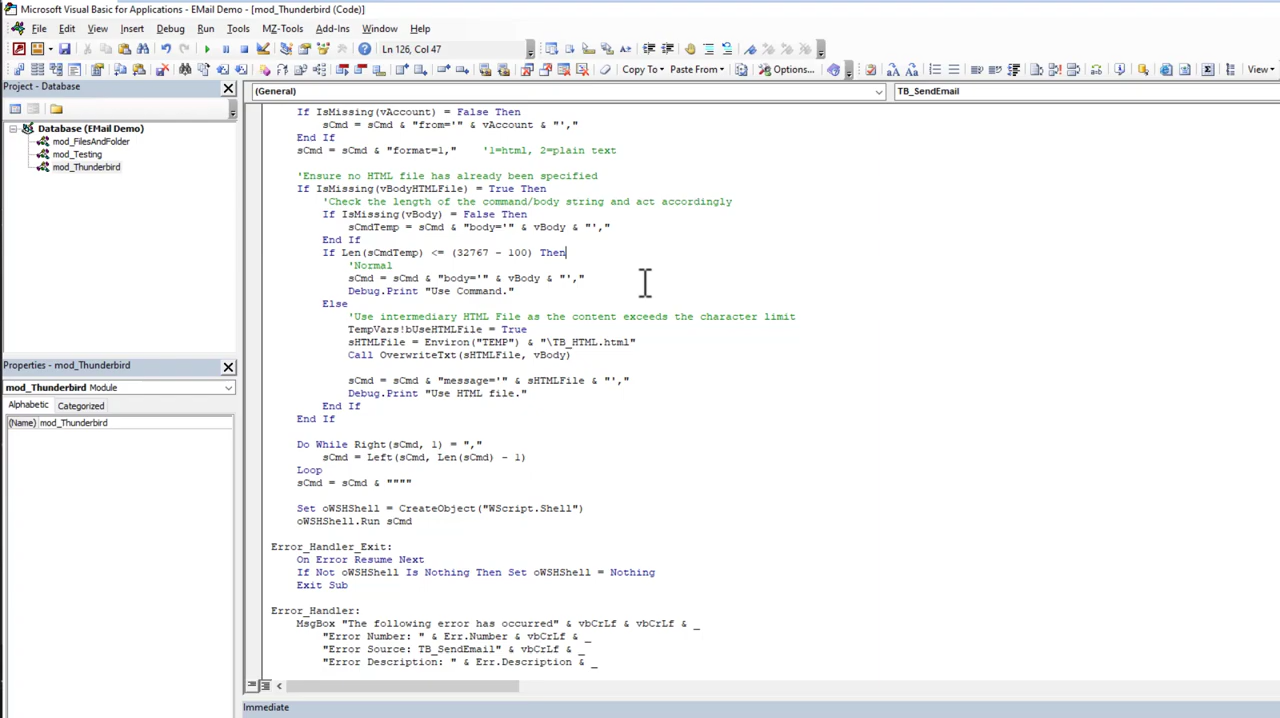 Microsoft Visual Basic for Applications - EMail Demo - [mod_Thunderbird (Code)]
File Edit View Insert Debug Run Tools MZ-Tools Add-Ins Window Help
Ln 126, Col 47
Copy To Paste From Options... View
Project - Database
(General) TB_SendEmail
Database (EMail Demo)
mod_FilesAndFolder
mod_Testing
mod_Thunderbird
Properties - mod_Thunderbird
mod_Thunderbird Module
Alphabetic Categorized
(Name) mod_Thunderbird
If IsMissing(vAccount) = False Then
sCmd = sCmd & "from='" & vAccount & "',"
End If
sCmd = sCmd & "format=1," '1=html, 2=plain text
'Ensure no HTML file has already been specified
If IsMissing(vBodyHTMLFile) = True Then
'Check the length of the command/body string and act accordingly
If IsMissing(vBody) = False Then
sCmdTemp = sCmd & "body='" & vBody & "',"
End If
If Len(sCmdTemp) <= (32767 - 100) Then
'Normal
sCmd = sCmd & "body='" & vBody & "',"
Debug.Print "Use Command."
Else
'Use intermediary HTML File as the content exceeds the character limit
TempVars!bUseHTMLFile = True
sHTMLFile = Environ("TEMP") & "\TB_HTML.html"
Call OverwriteTxt(sHTMLFile, vBody)
sCmd = sCmd & "message='" & sHTMLFile & "',"
Debug.Print "Use HTML file."
End If
End If
Do While Right(sCmd, 1) = ","
sCmd = Left(sCmd, Len(sCmd) - 1)
Loop
sCmd = sCmd & """"
Set oWSHShell = CreateObject("WScript.Shell")
oWSHShell.Run sCmd
Error_Handler_Exit:
On Error Resume Next
If Not oWSHShell Is Nothing Then Set oWSHShell = Nothing
Exit Sub
Error_Handler:
MsgBox "The following error has occurred" & vbCrLf & vbCrLf & _
"Error Number: " & Err.Number & vbCrLf & _
"Error Source: TB_SendEmail" & vbCrLf & _
"Error Description: " & Err.Description & _
Immediate